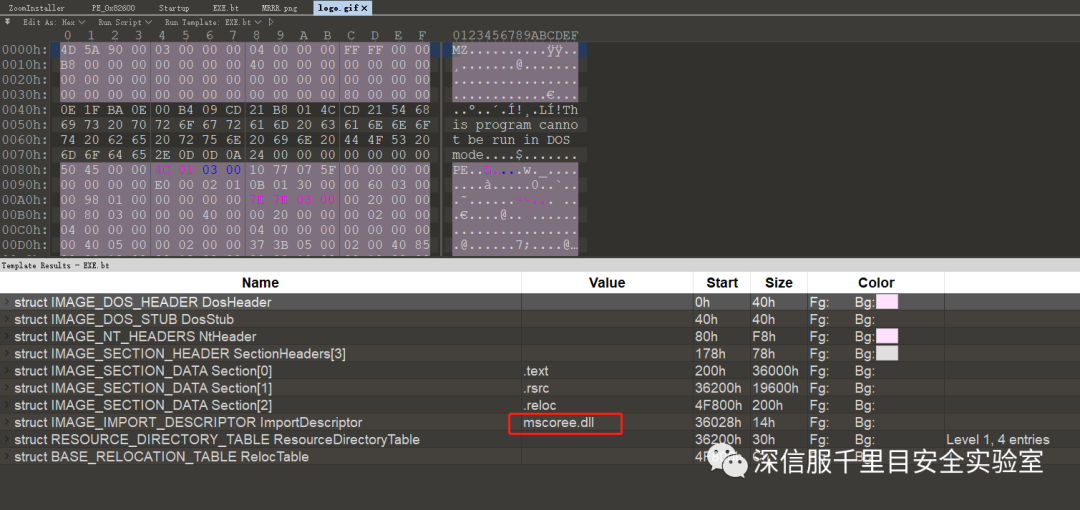 ZoomInstaller PE_0x82600 Startup EXE.bt MRRR.png logo.gif ×
Edit As: Hex Run Script Run Template: EXE.bt
0 1 2 3 4 5 6 7 8 9 A B C D E F 0123456789ABCDEF
0000h: 4D 5A 90 00 03 00 00 00 04 00 00 00 FF FF 00 00 MZ..........ÿÿ..
0010h: B8 00 00 00 00 00 00 00 40 00 00 00 00 00 00 00 ¸.......@.......
0020h: 00 00 00 00 00 00 00 00 00 00 00 00 00 00 00 00 ................
0030h: 00 00 00 00 00 00 00 00 00 00 00 00 80 00 00 00 ............€...
0040h: 0E 1F BA 0E 00 B4 09 CD 21 B8 01 4C CD 21 54 68 ..º..´.Í!¸.LÍ!Th
0050h: 69 73 20 70 72 6F 67 72 61 6D 20 63 61 6E 6E 6F is program canno
0060h: 74 20 62 65 20 72 75 6E 20 69 6E 20 44 4F 53 20 t be run in DOS
0070h: 6D 6F 64 65 2E 0D 0D 0A 24 00 00 00 00 00 00 00 mode....$.......
0080h: 50 45 00 00 4C 01 03 00 10 77 07 5F 00 00 00 00 PE..L....w._....
0090h: 00 00 00 00 E0 00 02 01 0B 01 30 00 00 60 03 00 ....à.....0..`..
00A0h: 00 98 01 00 00 00 00 00 00 20 00 00
00B0h: 00 80 03 00 00 00 40 00 00 20 00 00 00 02 00 00 .€....@.. ......
00C0h: 04 00 00 00 00 00 00 00 04 00 00 00 00 00 00 00 ................
00D0h: 00 40 05 00 00 02 00 00 37 3B 05 00 02 00 40 85 .@......7;....@…
Template Results - EXE.bt
Name Value Start Size Color
struct IMAGE_DOS_HEADER DosHeader 0h 40h Fg: Bg:
struct IMAGE_DOS_STUB DosStub 40h 40h Fg: Bg:
struct IMAGE_NT_HEADERS NtHeader 80h F8h Fg: Bg:
struct IMAGE_SECTION_HEADER SectionHeaders[3] 178h 78h Fg: Bg:
struct IMAGE_SECTION_DATA Section[0] .text 200h 36000h Fg: Bg:
struct IMAGE_SECTION_DATA Section[1] .rsrc 36200h 19600h Fg: Bg:
struct IMAGE_SECTION_DATA Section[2] .reloc 4F800h 200h Fg: Bg:
struct IMAGE_IMPORT_DESCRIPTOR ImportDescriptor mscoree.dll 36028h 14h Fg: Bg:
struct RESOURCE_DIRECTORY_TABLE ResourceDirectoryTable 36200h 30h Fg: Bg: Level 1, 4 entries
struct BASE_RELOCATION_TABLE RelocTable Fg: Bg:
深信服千里目安全实验室